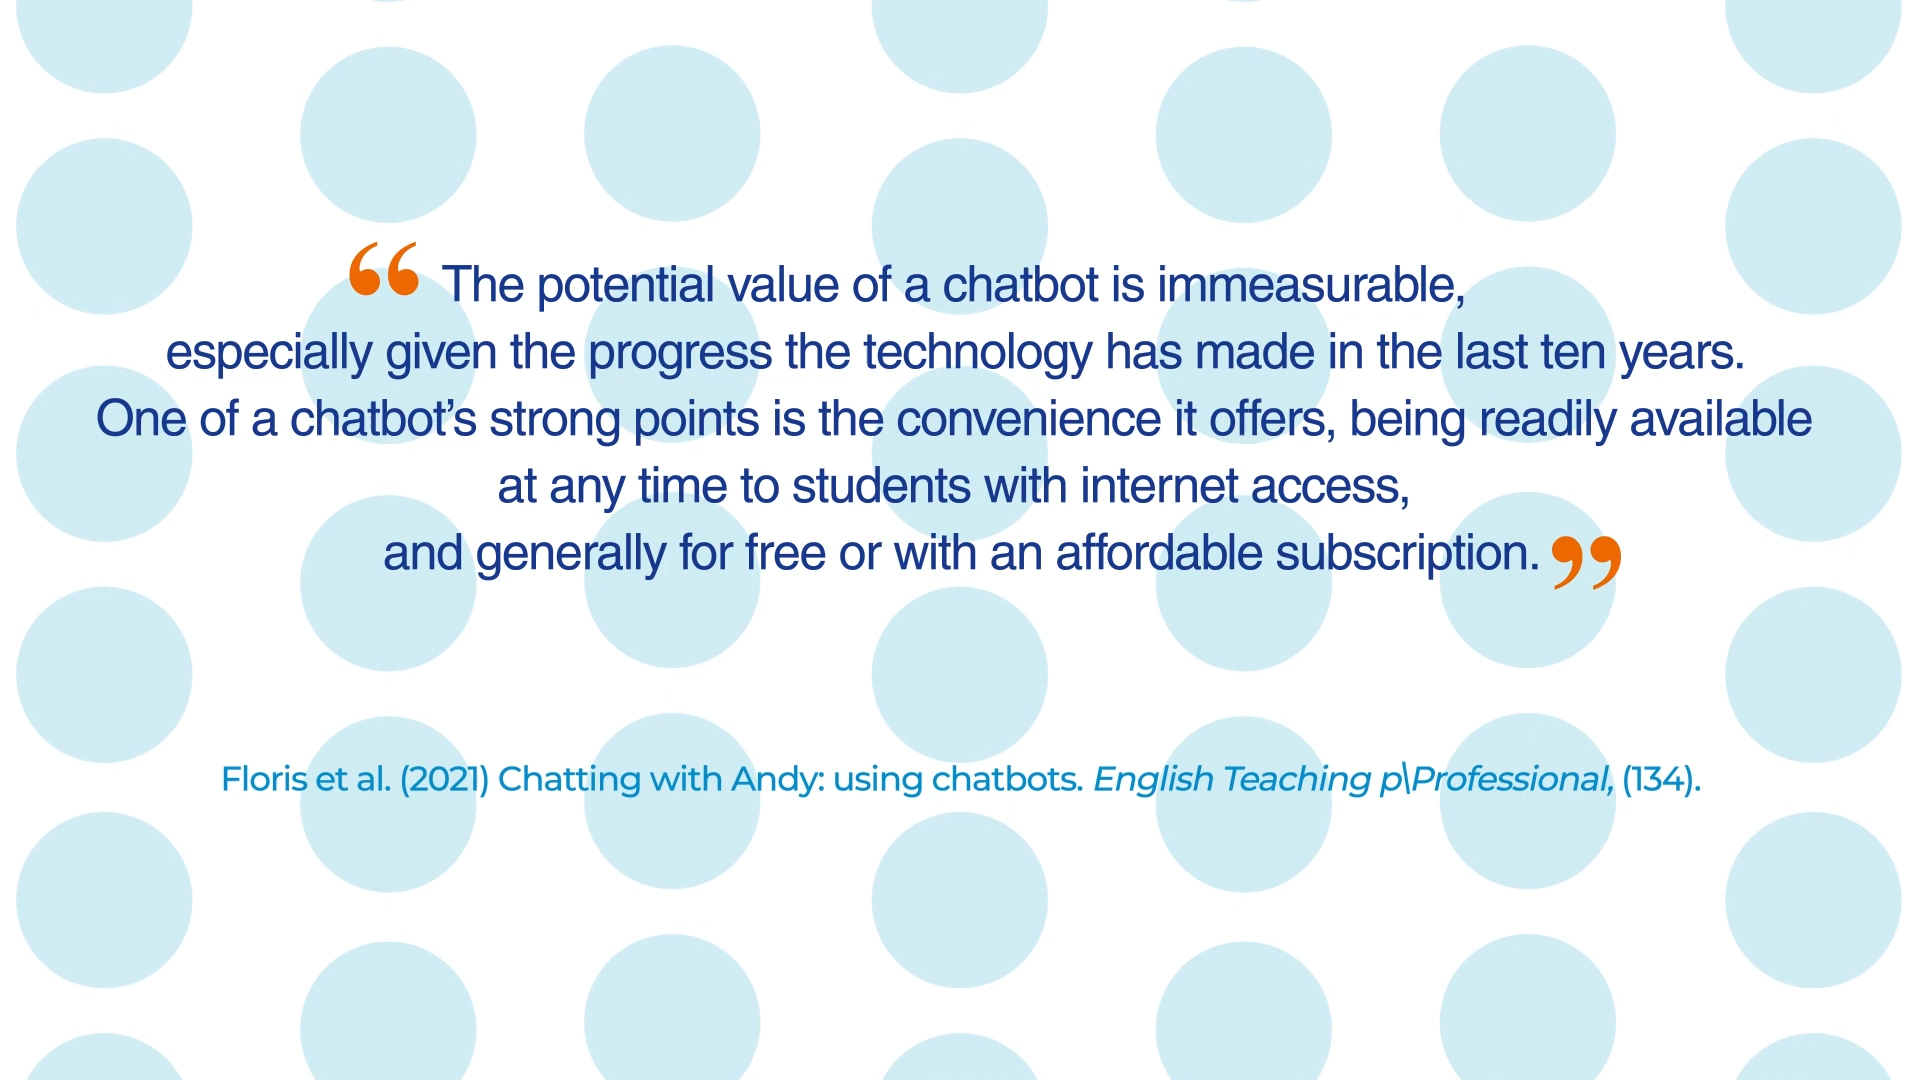 “ The potential value of a chatbot is immeasurable,
especially given the progress the technology has made in the last ten years.
One of a chatbot’s strong points is the convenience it offers, being readily available
at any time to students with internet access,
and generally for free or with an affordable subscription. ”
Floris et al. (2021) Chatting with Andy: using chatbots. English Teaching p\Professional, (134).